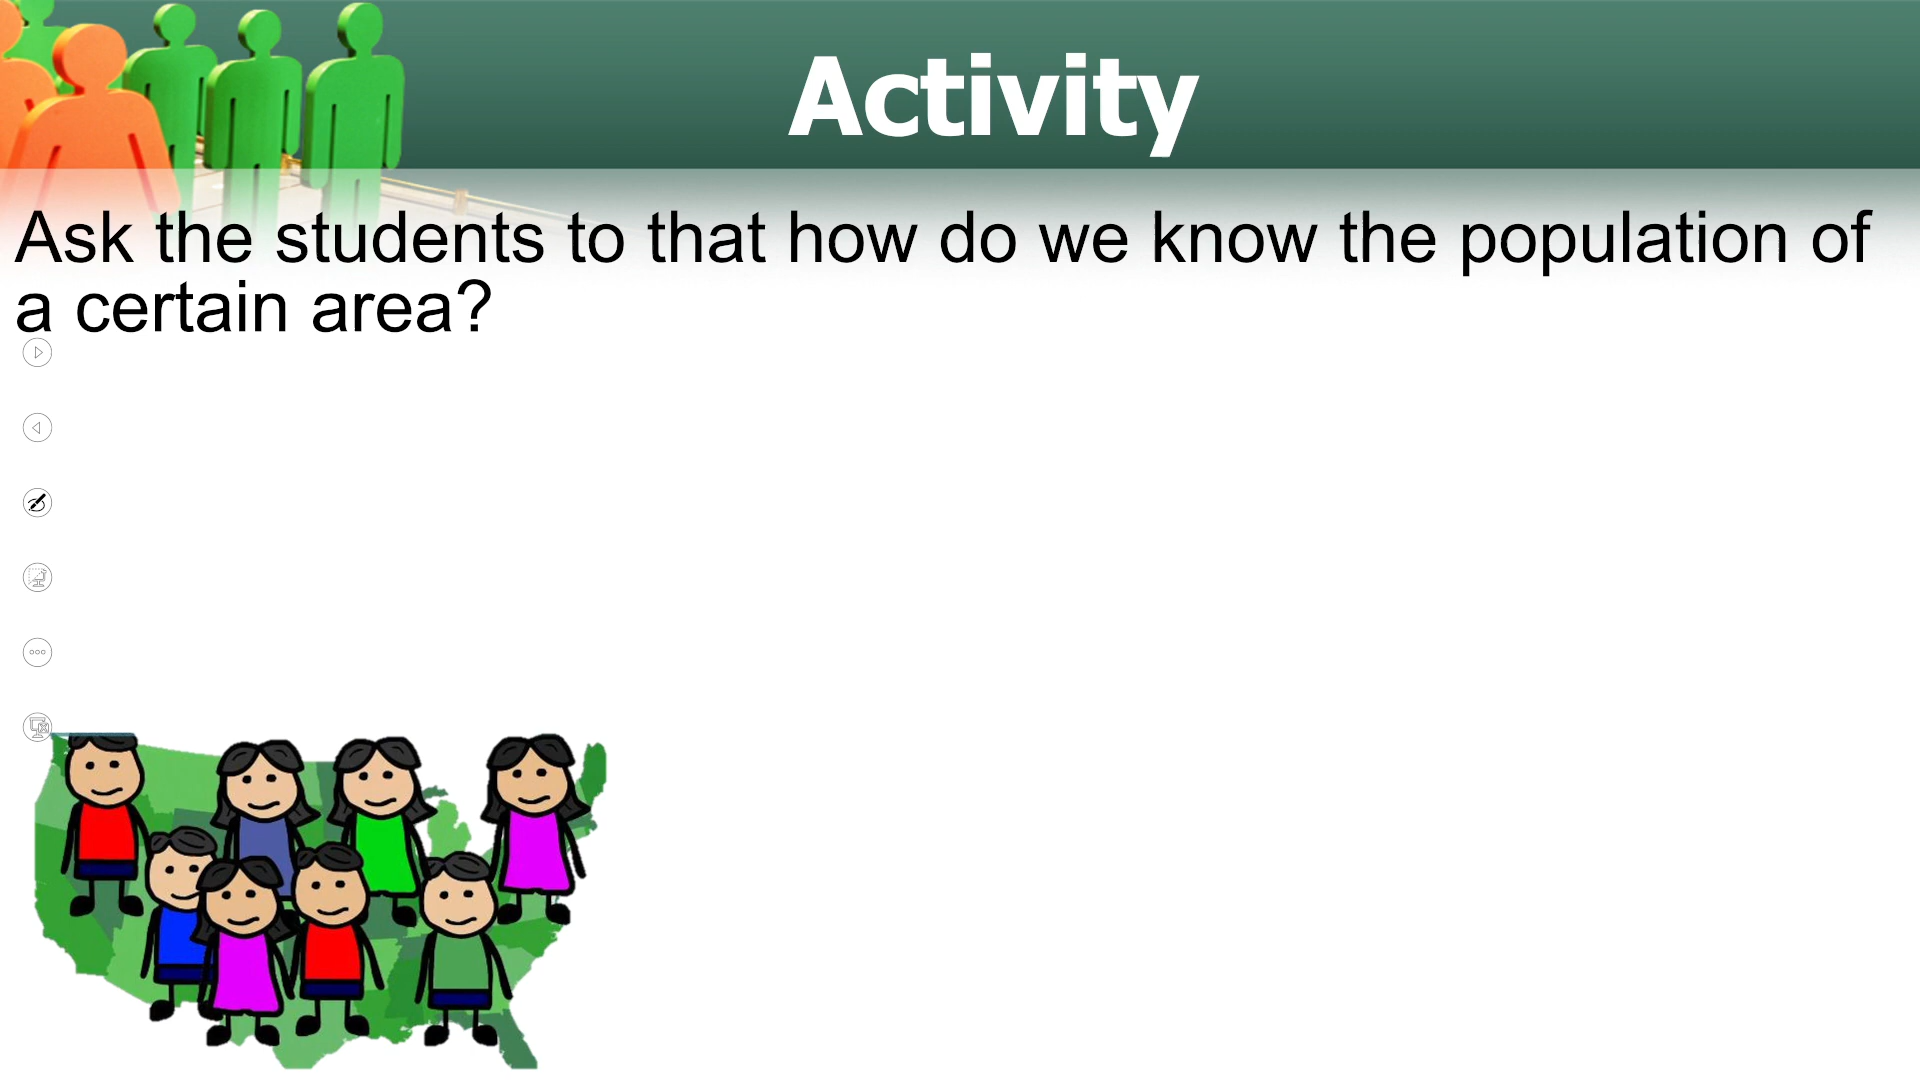 Activity
Ask the students to that how do we know the population of
a certain area?